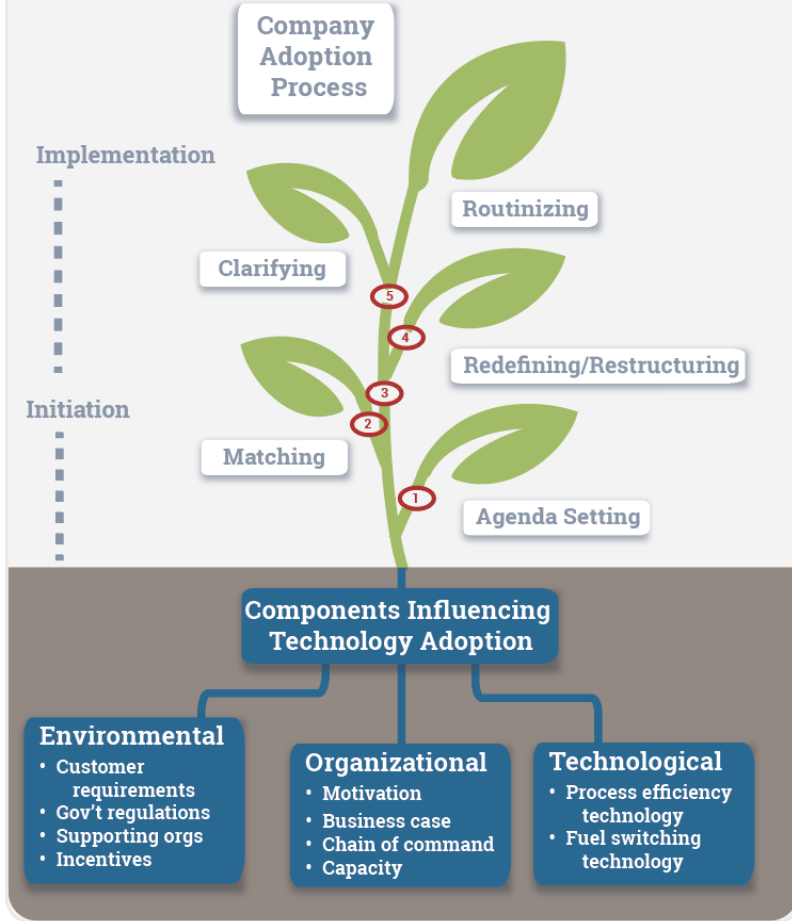 Company
Adoption
Process
Implementation
Routinizing
Clarifying
5
4
Redefining/Restructuring
3
Initiation
2
Matching
1
Agenda Setting
Components Influencing
Technology Adoption
Environmental
• Customer
requirements
• Gov't regulations
• Supporting orgs
• Incentives
Organizational
• Motivation
• Business case
• Chain of command
• Capacity
Technological
• Process efficiency
technology
• Fuel switching
technology